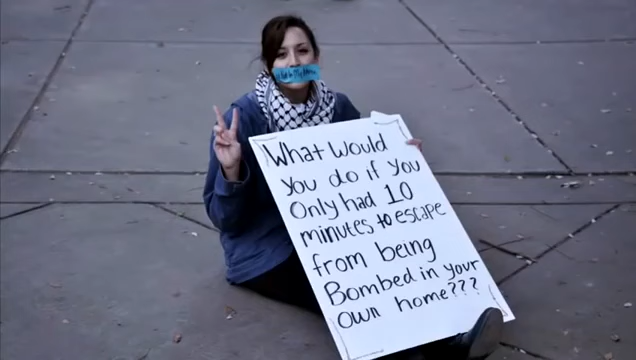 What Would
you do if you
Only had 10
minutes to escape
from being
Bombed in your
own home???